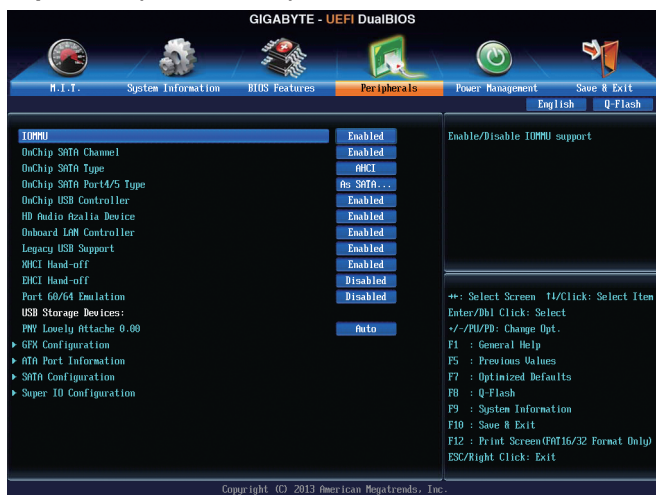 GIGABYTE - UEFI DualBIOS
M.I.T.
System Information
BIOS Features
Peripherals
Power Management
Save & Exit
English
Q-Flash
IOMMU Enabled
OnChip SATA Channel Enabled
OnChip SATA Type AHCI
OnChip SATA Port4/5 Type As SATA...
OnChip USB Controller Enabled
HD Audio Azalia Device Enabled
Onboard LAN Controller Enabled
Legacy USB Support Enabled
XHCI Hand-off Enabled
EHCI Hand-off Disabled
Port 60/64 Emulation Disabled
USB Storage Devices:
PNY Lovely Attache 0.00 Auto
GFX Configuration
ATA Port Information
SATA Configuration
Super IO Configuration
Enable/Disable IOMMU support
→←: Select Screen ↑↓/Click: Select Item
Enter/Dbl Click: Select
+/-/PU/PD: Change Opt.
F1 : General Help
F5 : Previous Values
F7 : Optimized Defaults
F8 : Q-Flash
F9 : System Information
F10 : Save & Exit
F12 : Print Screen(FAT16/32 Format Only)
ESC/Right Click: Exit
Copyright (C) 2013 American Megatrends, Inc.